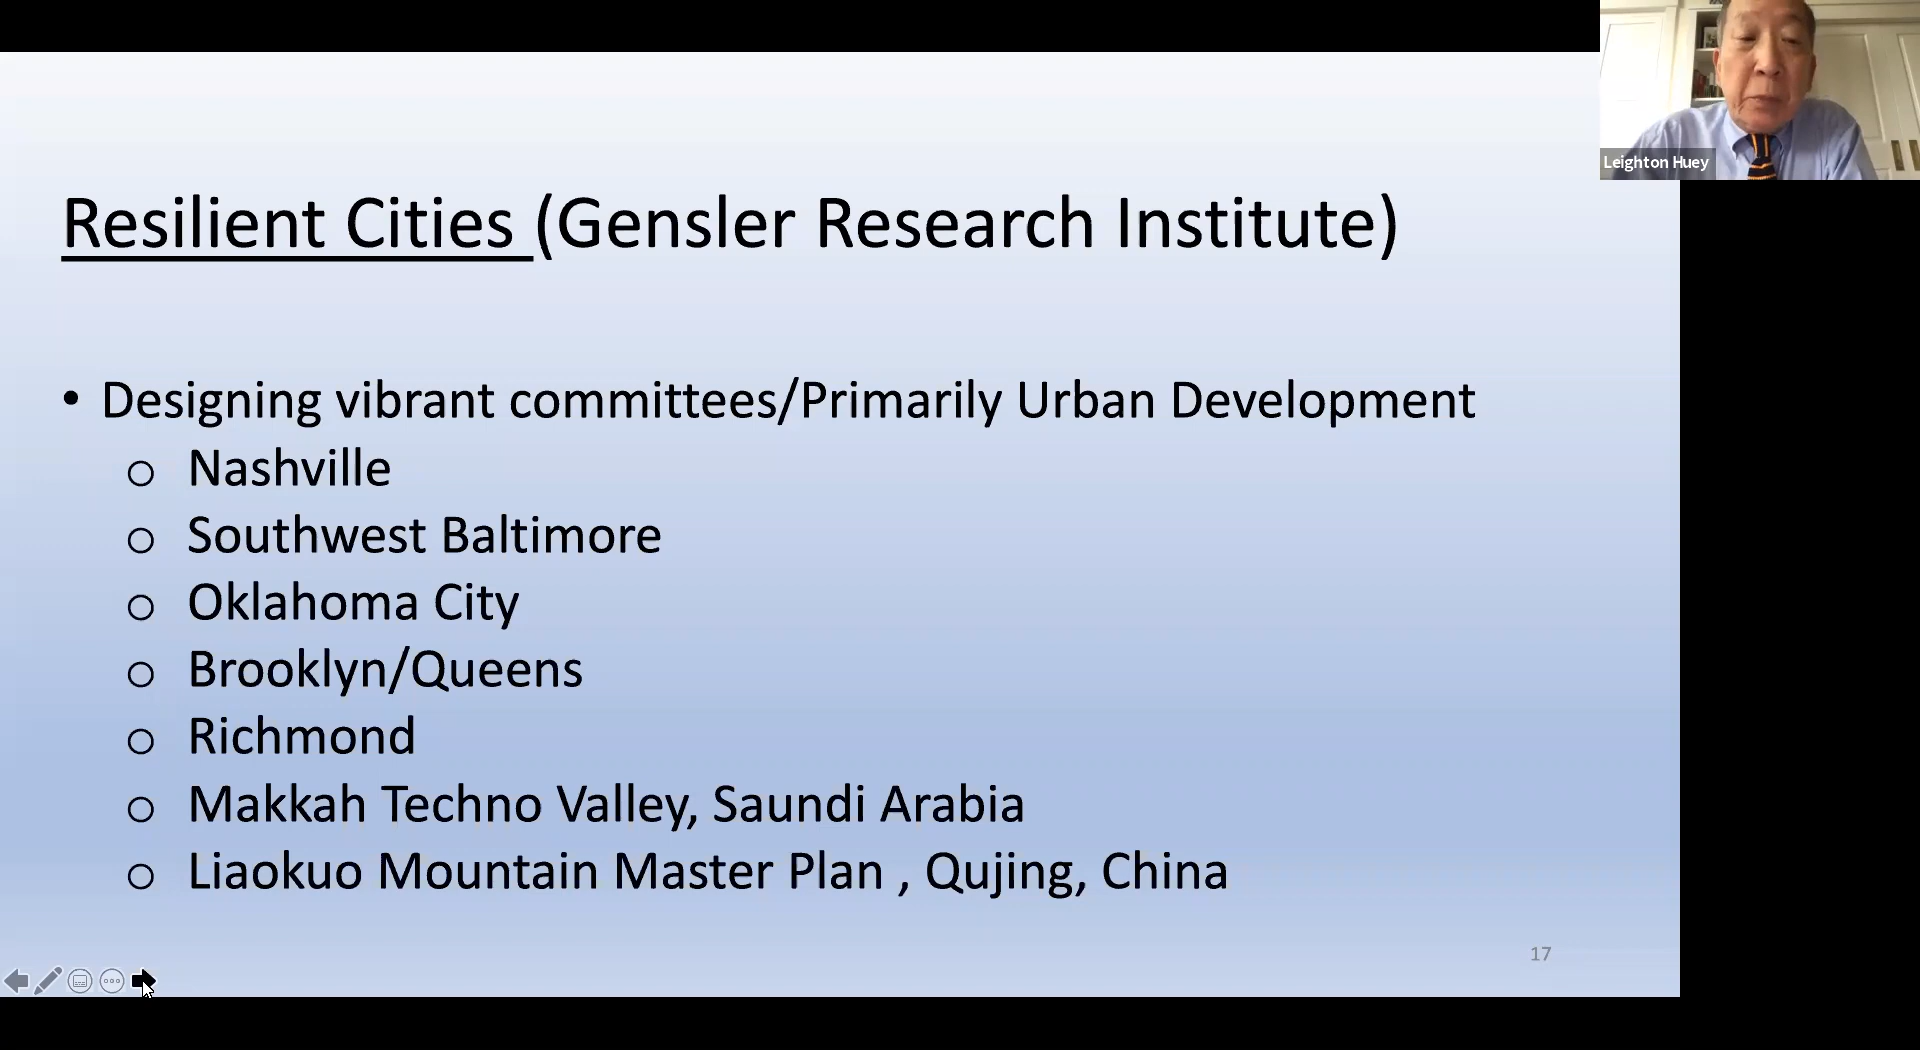 Leighton Huey
Resilient Cities (Gensler Research Institute)
• Designing vibrant committees/Primarily Urban Development
o Nashville
o Southwest Baltimore
o Oklahoma City
o Brooklyn/Queens
o Richmond
o Makkah Techno Valley, Saundi Arabia
o Liaokuo Mountain Master Plan , Qujing, China
17